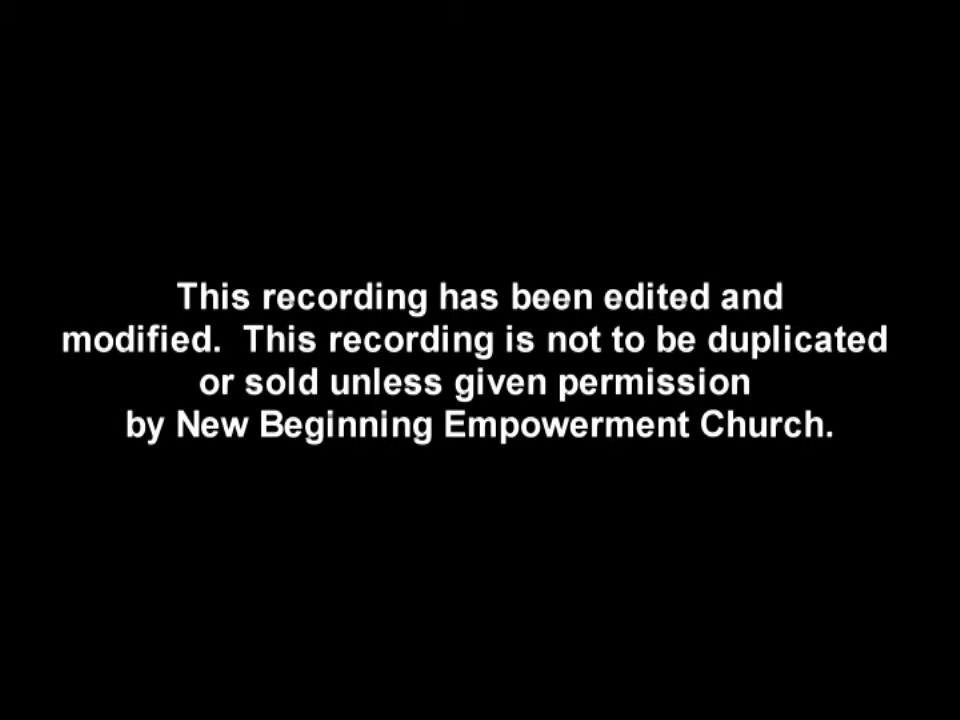 This recording has been edited and
modified.  This recording is not to be duplicated
or sold unless given permission
by New Beginning Empowerment Church.